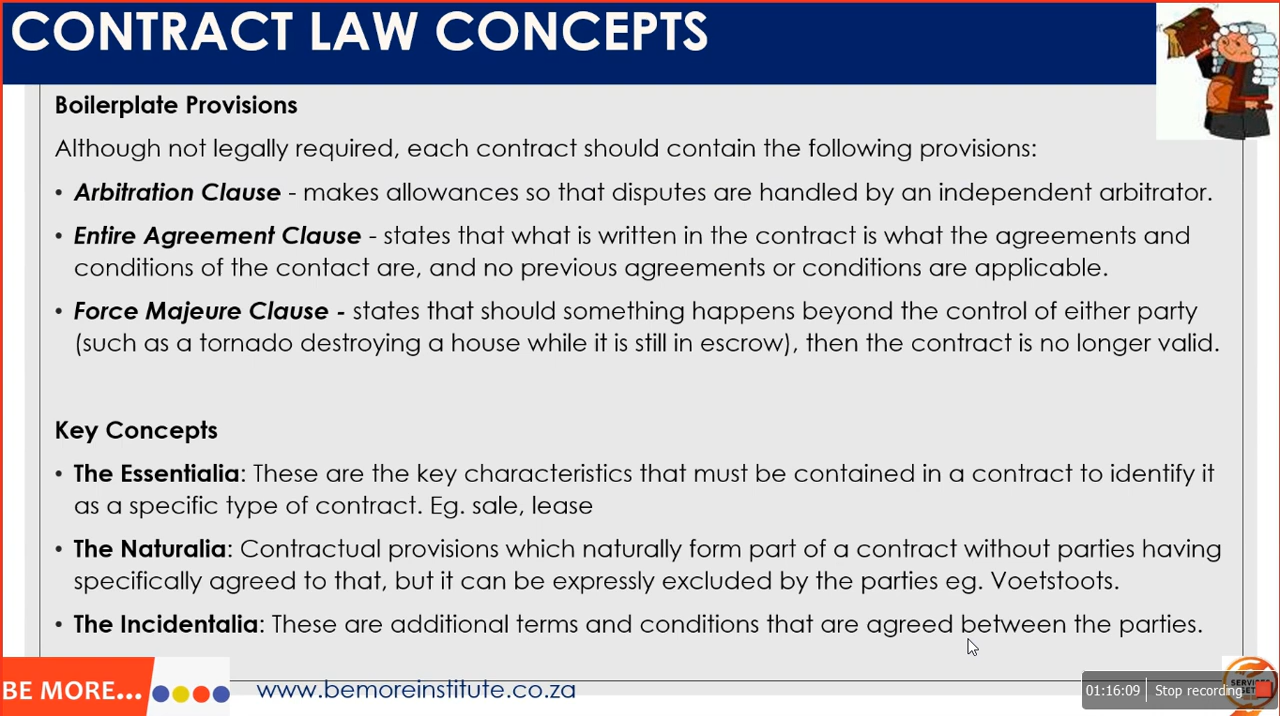 CONTRACT LAW CONCEPTS
Boilerplate Provisions
Although not legally required, each contract should contain the following provisions:
• Arbitration Clause - makes allowances so that disputes are handled by an independent arbitrator.
• Entire Agreement Clause - states that what is written in the contract is what the agreements and
conditions of the contact are, and no previous agreements or conditions are applicable.
• Force Majeure Clause - states that should something happens beyond the control of either party
(such as a tornado destroying a house while it is still in escrow), then the contract is no longer valid.
Key Concepts
• The Essentialia: These are the key characteristics that must be contained in a contract to identify it
as a specific type of contract. Eg. sale, lease
• The Naturalia: Contractual provisions which naturally form part of a contract without parties having
specifically agreed to that, but it can be expressly excluded by the parties eg. Voetstoots.
• The Incidentalia: These are additional terms and conditions that are agreed between the parties.
BE MORE...
www.bemoreinstitute.co.za
01:16:09 Stop recording